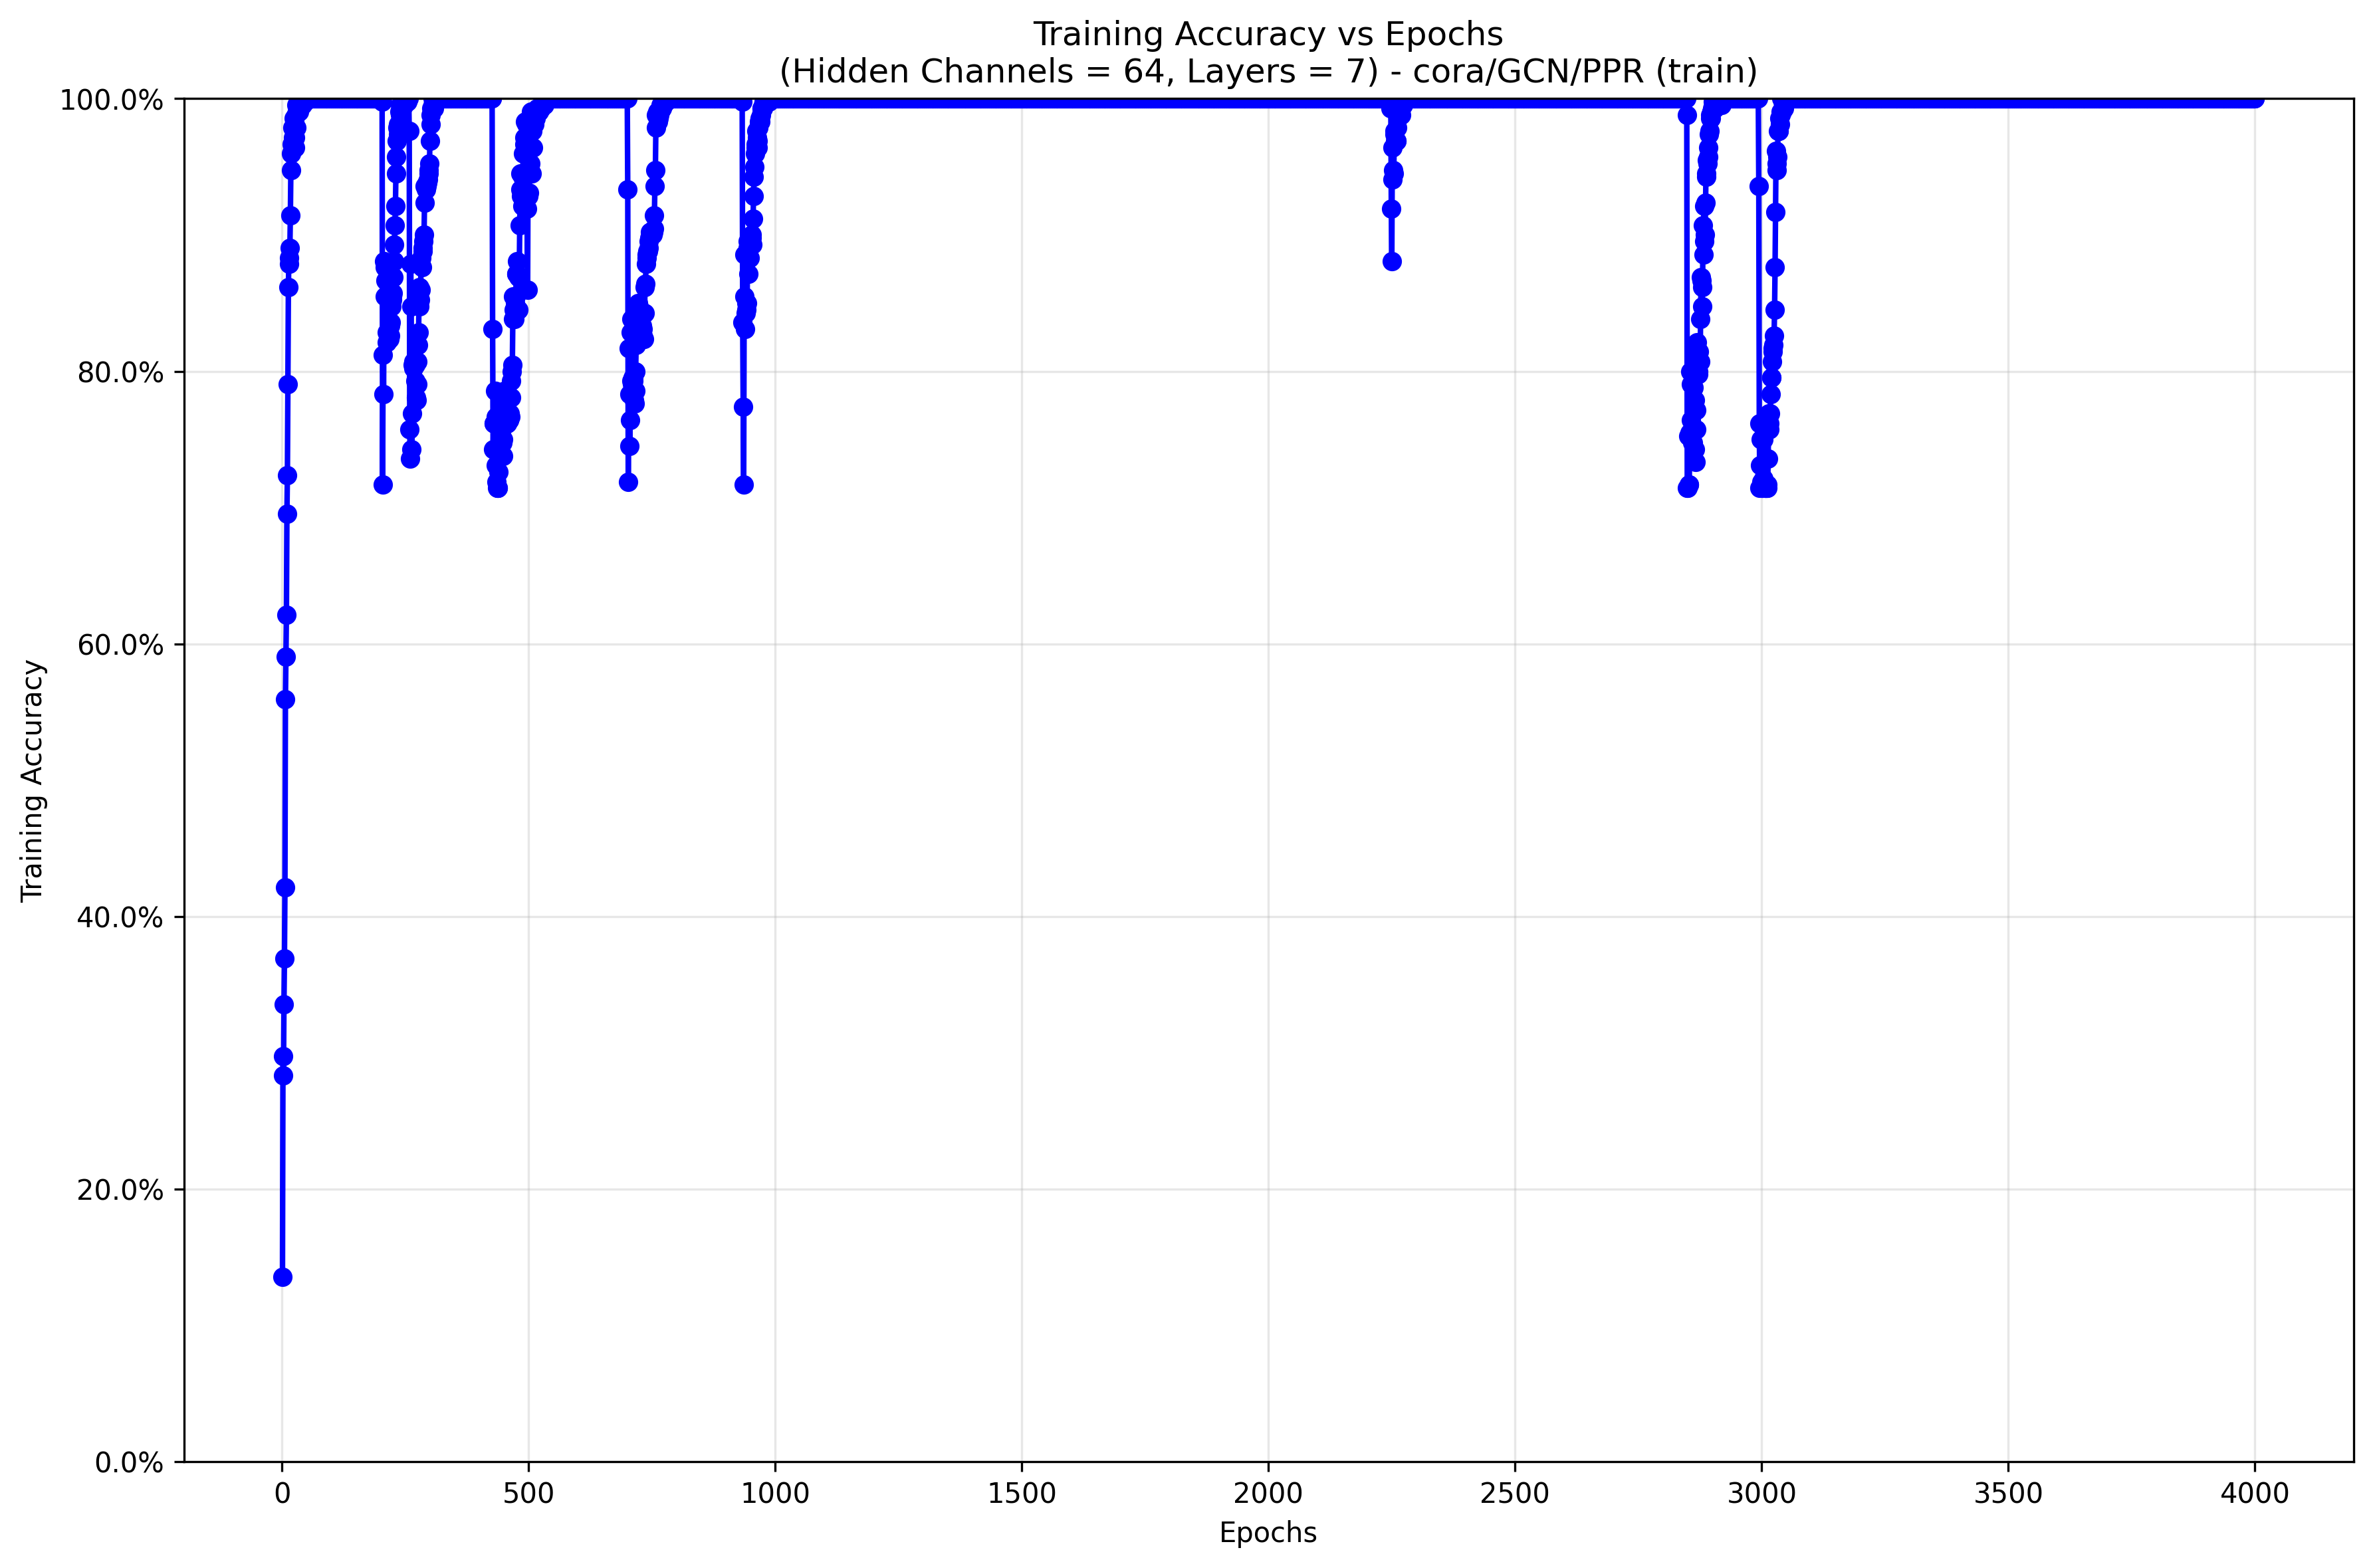 Training Accuracy vs Epochs
(Hidden Channels = 64, Layers = 7) - cora/GCN/PPR (train)
100.0%
80.0%
60.0%
40.0%
20.0%
0.0%
Training Accuracy
0 500 1000 1500 2000 2500 3000 3500 4000
Epochs